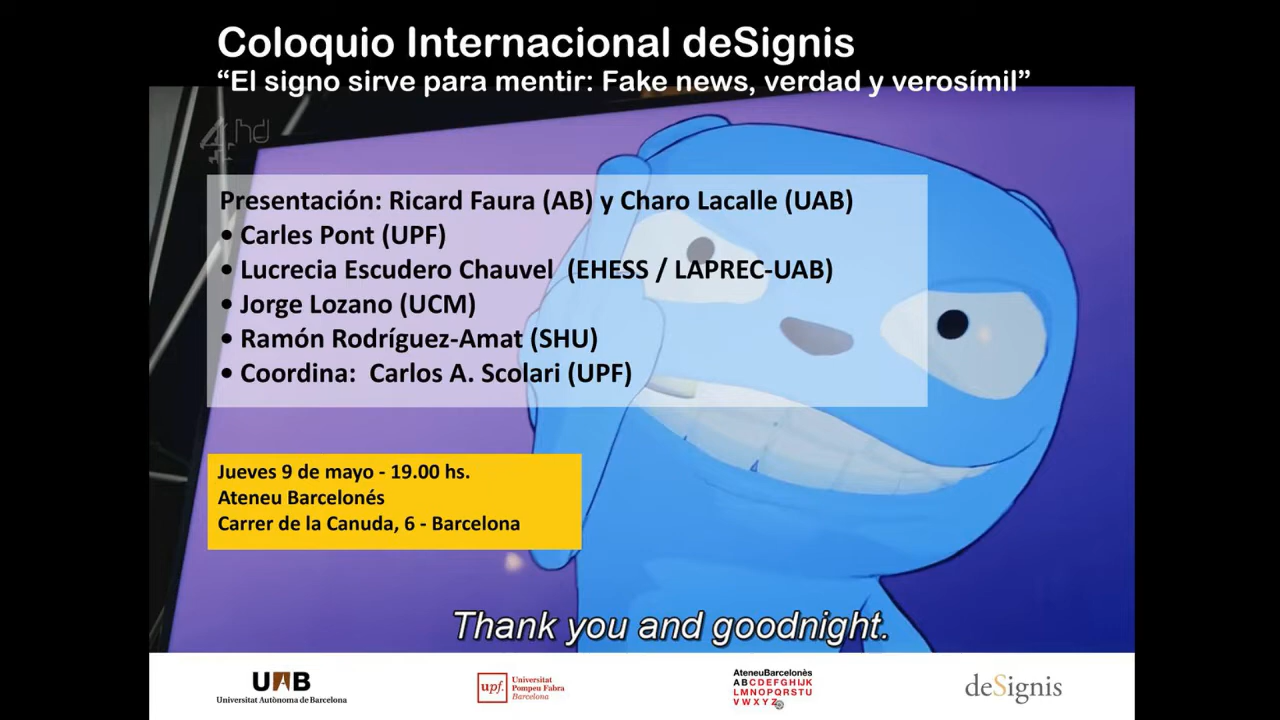 Coloquio Internacional deSignis
“El signo sirve para mentir: Fake news, verdad y verosímil”
4 hd
Presentación: Ricard Faura (AB) y Charo Lacalle (UAB)
• Carles Pont (UPF)
• Lucrecia Escudero Chauvel (EHESS / LAPREC-UAB)
• Jorge Lozano (UCM)
• Ramón Rodríguez-Amat (SHU)
• Coordina: Carlos A. Scolari (UPF)
Jueves 9 de mayo - 19.00 hs.
Ateneu Barcelonés
Carrer de la Canuda, 6 - Barcelona
Thank you and goodnight.
UAB
Universitat Autònoma de Barcelona
upf.
Universitat
Pompeu Fabra
Barcelona
AteneuBarcelonès
ABCDEFGHIJK
LMNOPQRSTU
VWXYZ
deSignis